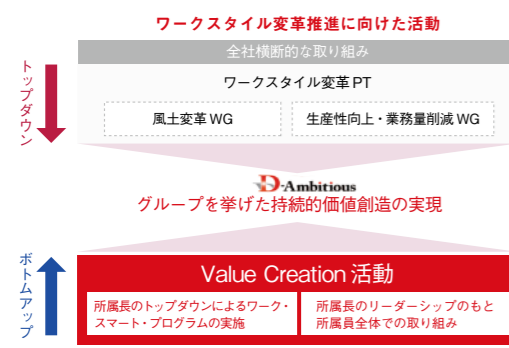 ワークスタイル変革推進に向けた活動
全社横断的な取り組み
トップダウン
ワークスタイル変革PT
風土変革WG
生産性向上・業務量削減WG
D-Ambitious
グループを挙げた持続的価値創造の実現
ボトムアップ
Value Creation 活動
所属長のトップダウンによるワーク・
スマート・プログラムの実施
所属長のリーダーシップのもと
所属員全体での取り組み